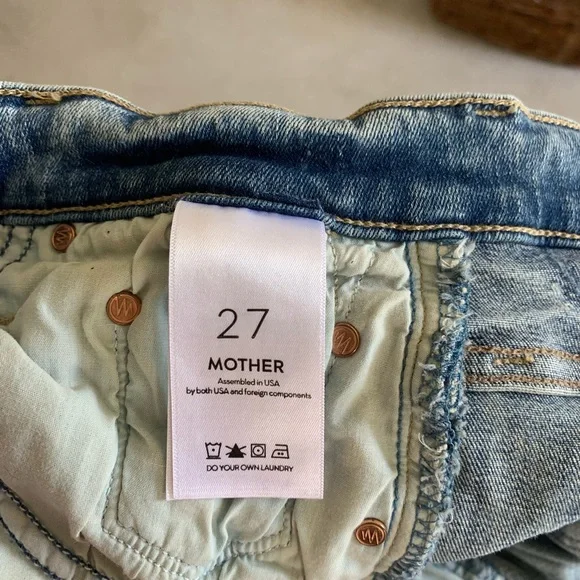 27
MOTHER
Assembled in USA
by both USA and foreign components
DO YOUR OWN LAUNDRY